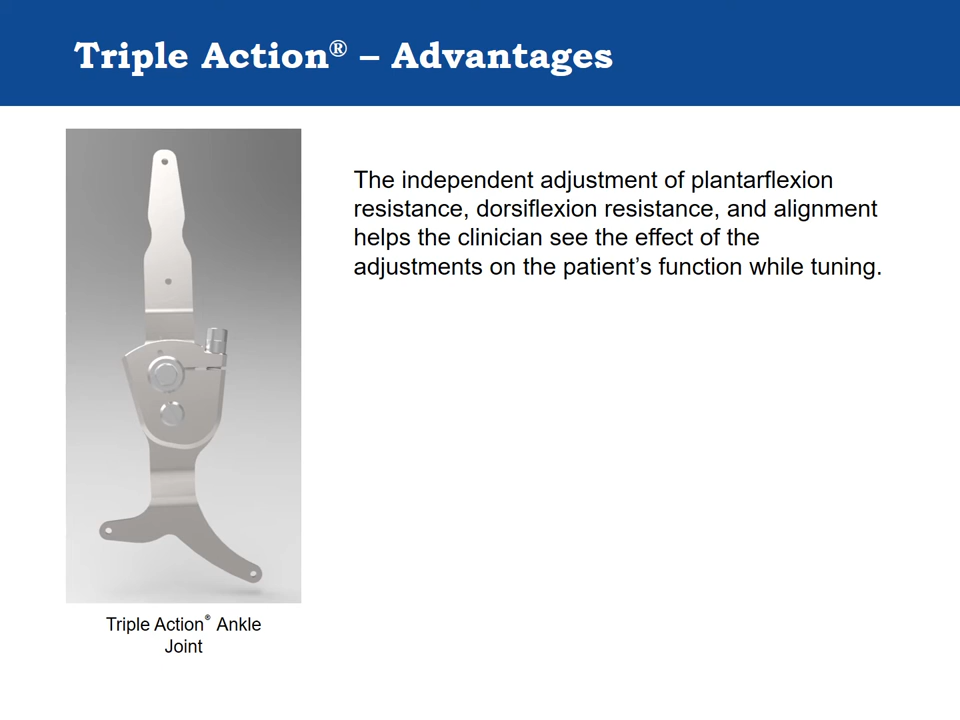 Triple Action® – Advantages
The independent adjustment of plantarflexion
resistance, dorsiflexion resistance, and alignment
helps the clinician see the effect of the
adjustments on the patient’s function while tuning.
Triple Action® Ankle
Joint